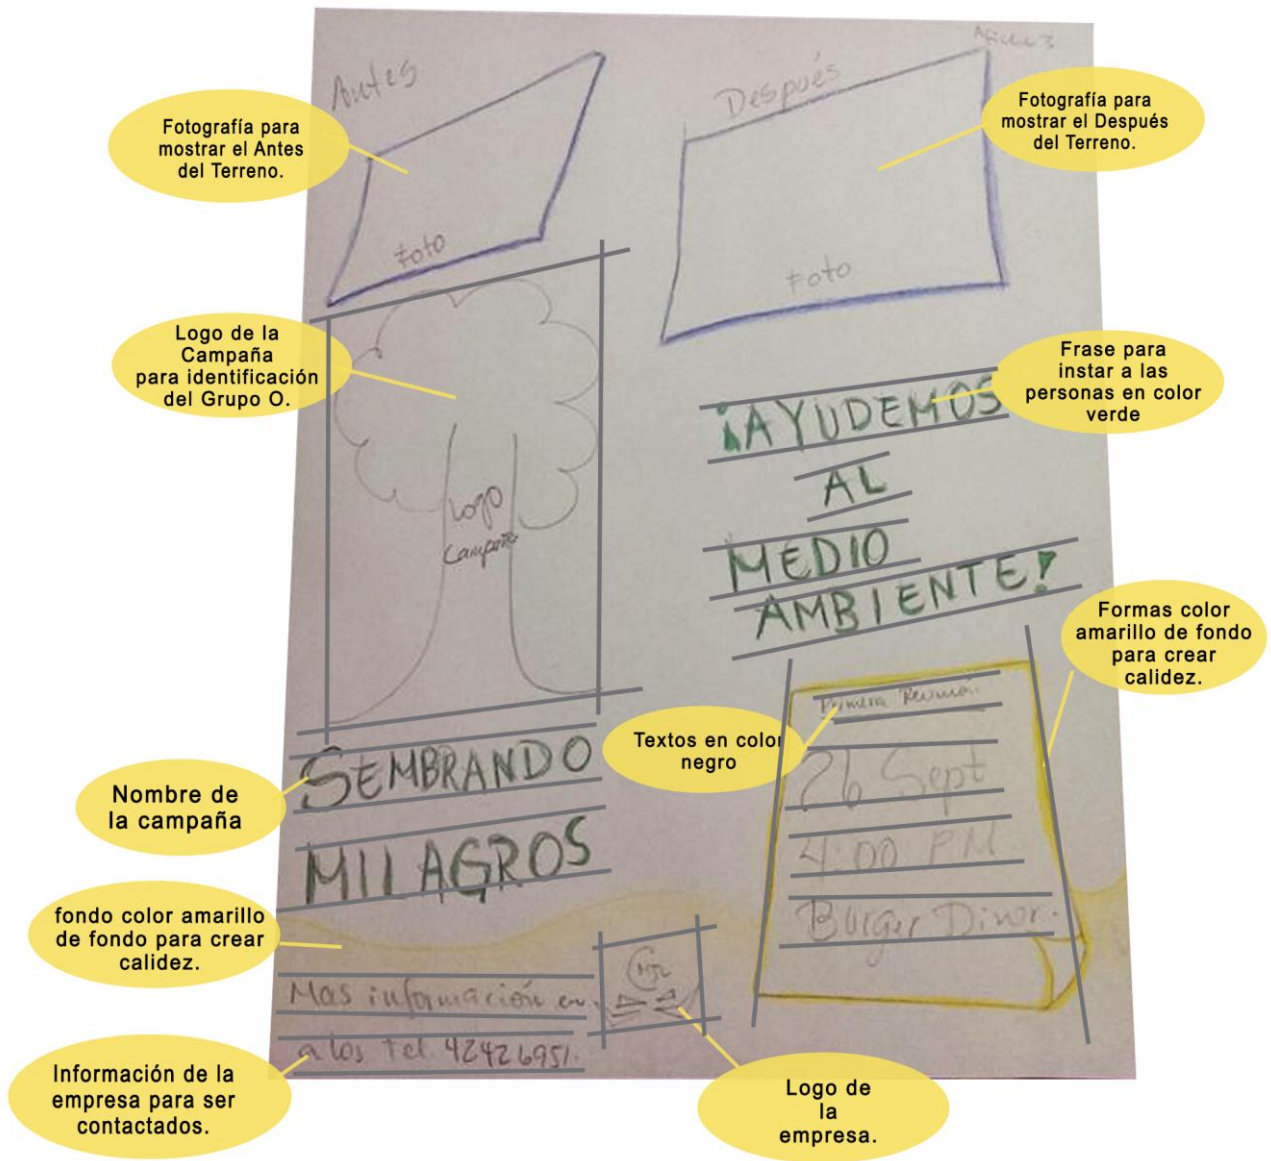 Antes
Después
Afiche 3
Fotografía para
mostrar el Antes
del Terreno.
Fotografía para
mostrar el Después
del Terreno.
Foto
Foto
Logo de la
Campaña
para identificación
del Grupo O.
Logo
Campaña
Frase para
instar a las
personas en color
verde
¡AYUDEMOS
AL
MEDIO
AMBIENTE!
Formas color
amarillo de fondo
para crear
calidez.
Textos en color
negro
Primera Reunión.
26 Sept
4:00 PM
Burger Diner.
Nombre de
la campaña
SEMBRANDO
MILAGROS
fondo color amarillo
de fondo para crear
calidez.
Mas información en
a los tel. 42426951.
Información de la
empresa para ser
contactados.
Logo de
la
empresa.